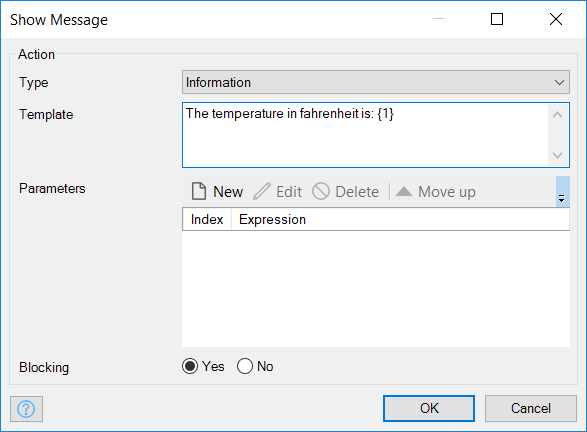 Show Message
Action
Type Information
Template The temperature in fahrenheit is: {1}
Parameters New Edit Delete Move up
Index Expression
Blocking Yes No
? OK Cancel